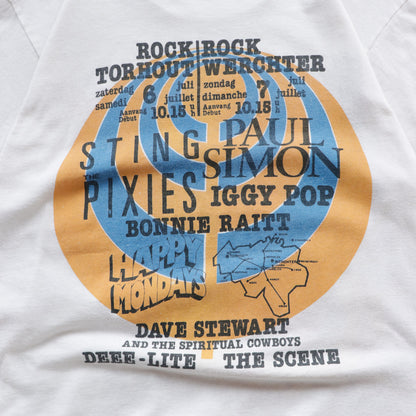 ROCK ROCK
TORHOUT WERCHTER
zaterdag 6 juli zondag 7 juli
samedi juillet dimanche juillet
Aanvang Début 10.15 Aanvang Début 10.15
STING PAUL SIMON
THE PIXIES IGGY POP
BONNIE RAITT
HAPPY MONDAYS
DAVE STEWART
AND THE SPIRITUAL COWBOYS
DEEE-LITE THE SCENE